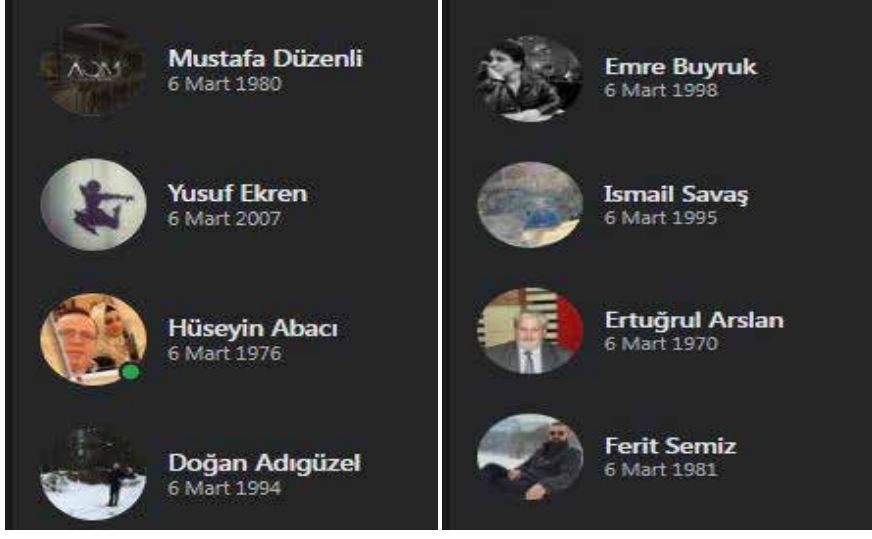 AQM
Mustafa Düzenli
6 Mart 1980
Yusuf Ekren
6 Mart 2007
Hüseyin Abacı
6 Mart 1976
Doğan Adıgüzel
6 Mart 1994
Emre Buyruk
6 Mart 1998
Ismail Savaş
6 Mart 1995
Ertuğrul Arslan
6 Mart 1970
Ferit Semiz
6 Mart 1981